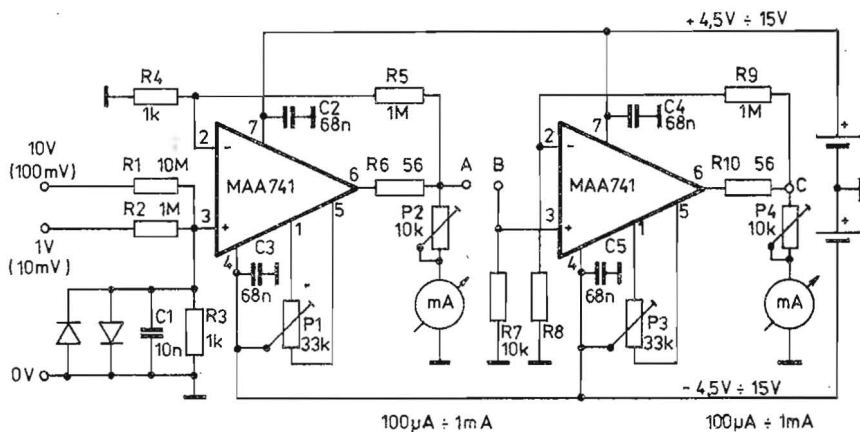 +4,5V ÷ 15V
R4
1k
R5
1M
R9
1M
C2
68n
C4
68n
10V
(100mV)
R1 10M
R2 1M
1V
(10mV)
2
7
3
4
6
1
5
MAA741
R6 56
A
B
2
7
3
4
6
1
5
MAA741
R10 56
C
P2
10k
P4
10k
C3
68n
C5
68n
mA
mA
C1
10n
R3
1k
P1
33k
R7
10k
R8
P3
33k
0V
+
+
-4,5V ÷ 15V
100µA ÷ 1mA
100µA ÷ 1mA